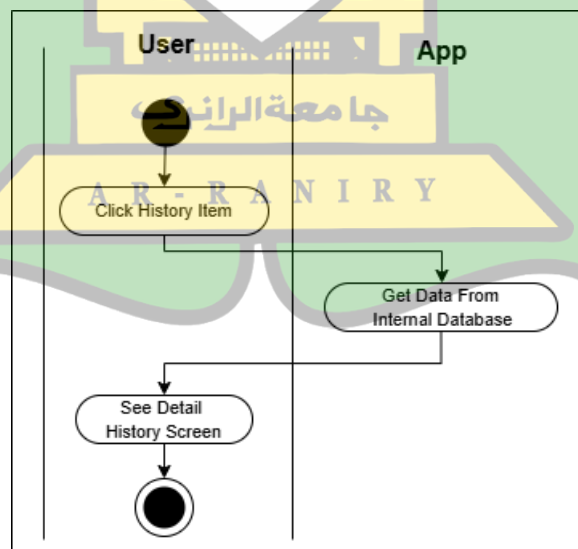 User
App
جامعةالرانري
AR-RANIRY
Click History Item
Get Data From
Internal Database
See Detail
History Screen